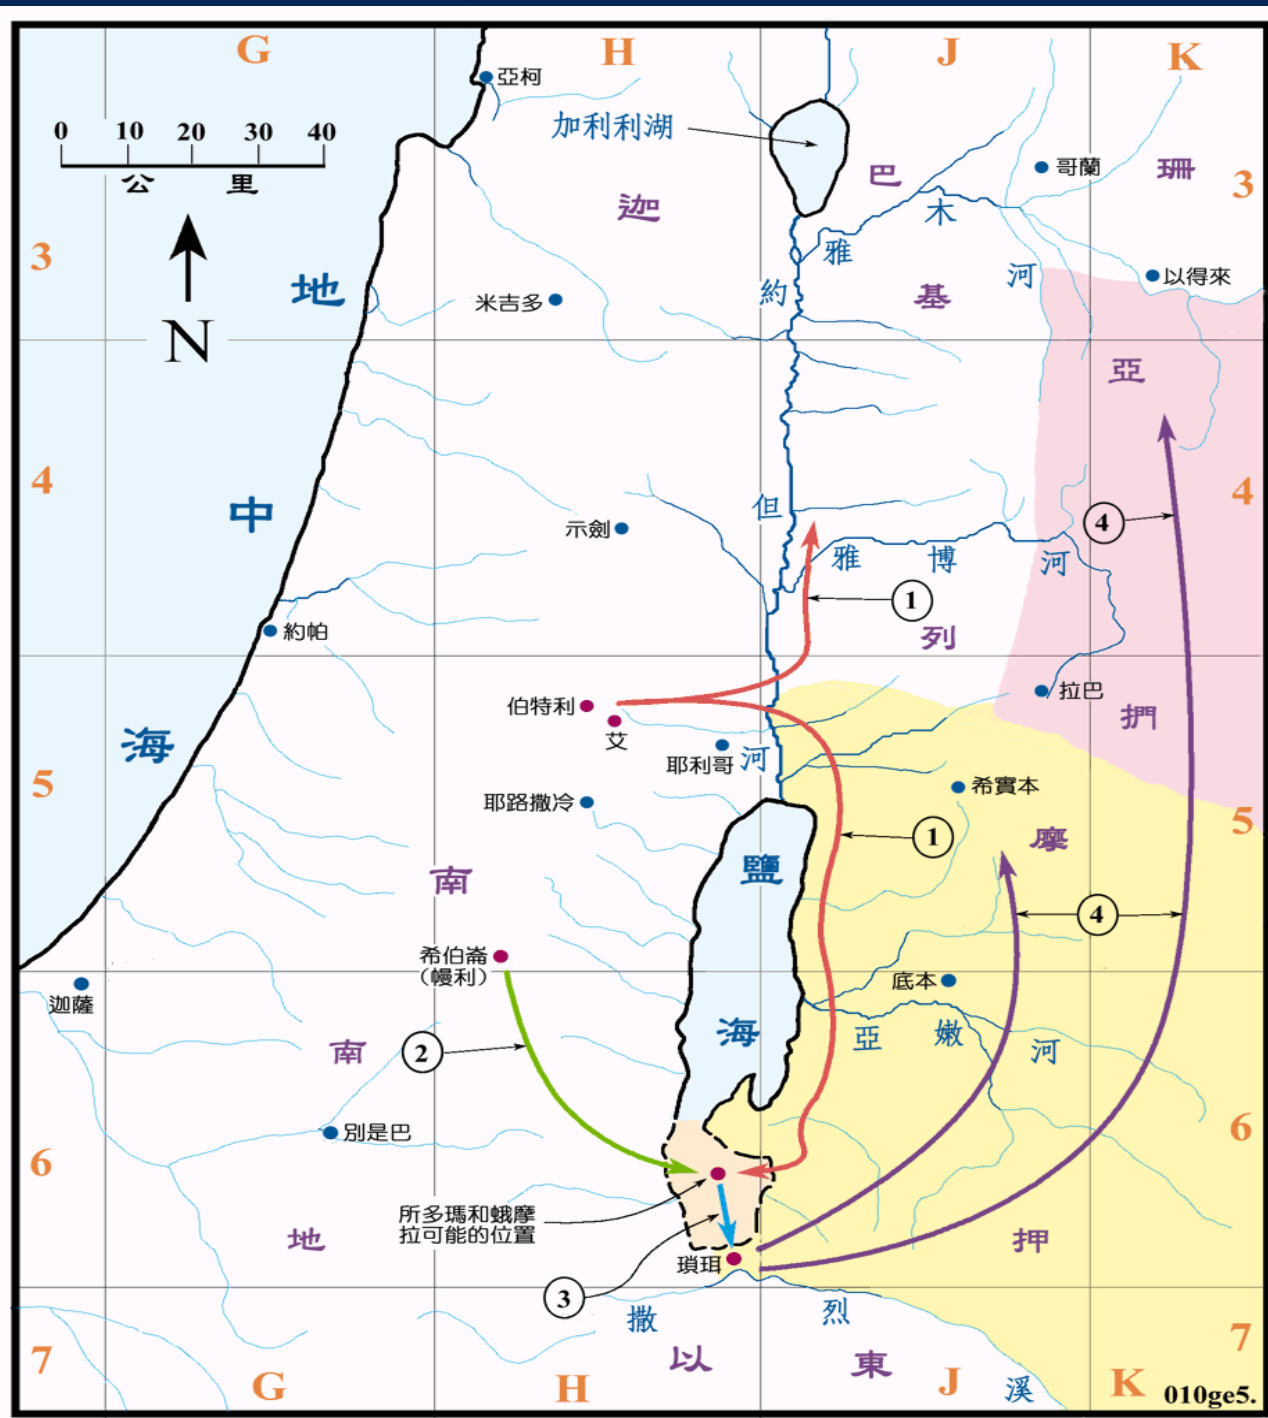 G
H
J
K
亞柯
0 10 20 30 40
公里
加利利湖
巴
哥蘭
珊
3
迦
木
雅
河
3
N
地
米吉多
約
基
以得來
亞
4
中
示劍
但
雅博河
4
4
1
約帕
列
伯特利
艾
拉巴
捫
海
耶利哥
河
5
耶路撒冷
希實本
5
鹽
1
摩
南
4
希伯崙
(幔利)
迦薩
底本
海
亞嫩河
南
2
別是巴
6
6
所多瑪和蛾摩
拉可能的位置
地
押
瑣珥
3
撒
烈
溪
以
東
7
7
G
H
J
K
010ge5.